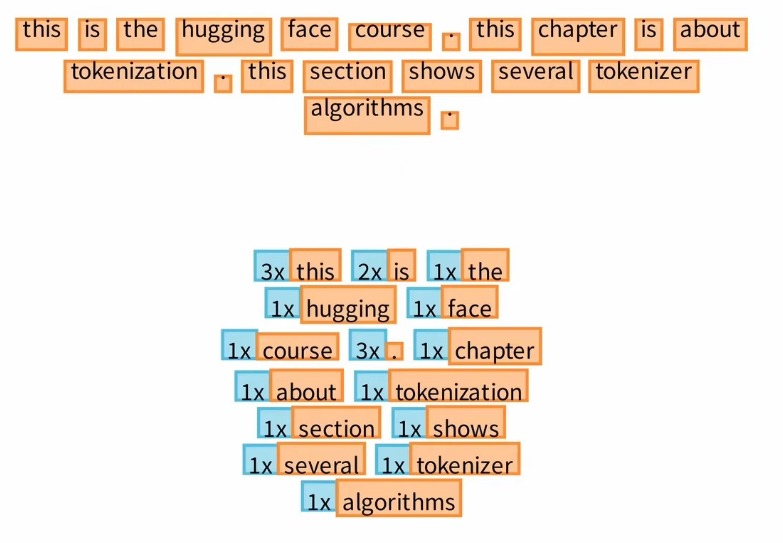 this is the hugging face course . this chapter is about
tokenization . this section shows several tokenizer
algorithms .
3x this 2x is 1x the
1x hugging 1x face
1x course 3x . 1x chapter
1x about 1x tokenization
1x section 1x shows
1x several 1x tokenizer
1x algorithms